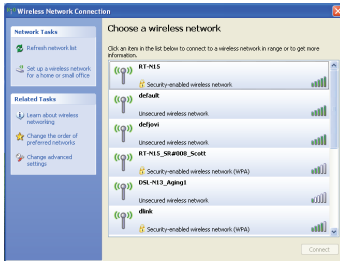 Wireless Network Connection
Network Tasks
Refresh network list
Set up a wireless network
for a home or small office
Related Tasks
Learn about wireless
networking
Change the order of
preferred networks
Change advanced
settings
Choose a wireless network
Click an item in the list below to connect to a wireless network in range or to get more
information.
RT-N15
Security-enabled wireless network
default
Unsecured wireless network
defjovi
Unsecured wireless network
RT-N15_SR#008_Scott
Security-enabled wireless network (WPA)
DSL-N13_Aging1
Unsecured wireless network
dlink
Security-enabled wireless network (WPA)
Connect